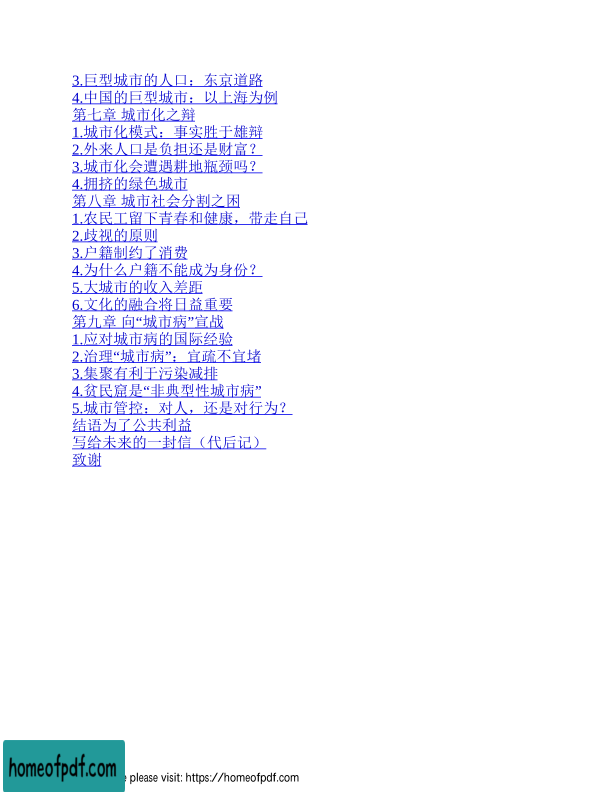 3.巨型城市的人口：东京道路
4.中国的巨型城市：以上海为例
第七章 城市化之辩
1.城市化模式：事实胜于雄辩
2.外来人口是负担还是财富？
3.城市化会遭遇耕地瓶颈吗？
4.拥挤的绿色城市
第八章 城市社会分割之困
1.农民工留下青春和健康，带走自己
2.歧视的原则
3.户籍制约了消费
4.为什么户籍不能成为身份？
5.大城市的收入差距
6.文化的融合将日益重要
第九章 向“城市病”宣战
1.应对城市病的国际经验
2.治理“城市病”：宜疏不宜堵
3.集聚有利于污染减排
4.贫民窟是“非典型性城市病”
5.城市管控：对人，还是对行为？
结语为了公共利益
写给未来的一封信（代后记）
致谢
homeofpdf.com
e please visit: https://homeofpdf.com